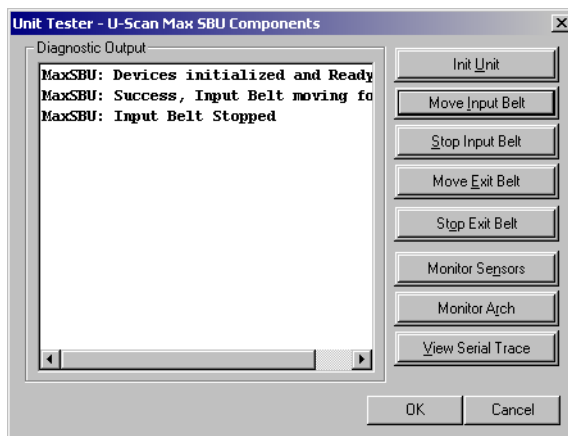 Unit Tester - U-Scan Max SBU Components
Diagnostic Output
MaxSBU: Devices initialized and Ready
MaxSBU: Success, Input Belt moving fo
MaxSBU: Input Belt Stopped
Init Unit
Move Input Belt
Stop Input Belt
Move Exit Belt
Stop Exit Belt
Monitor Sensors
Monitor Arch
View Serial Trace
OK
Cancel